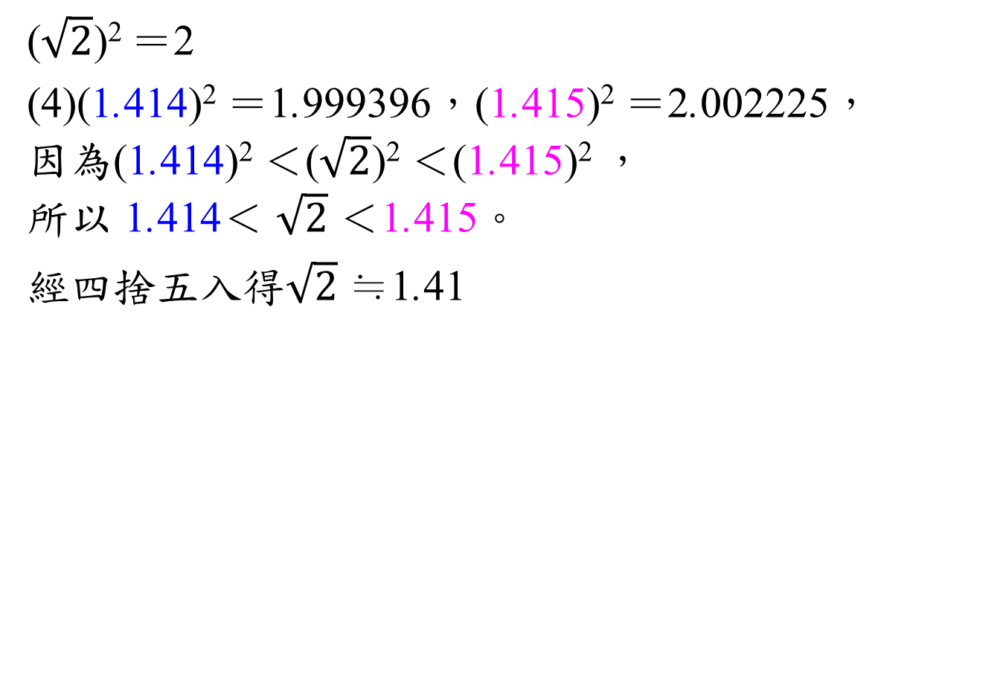 (√2)² ＝2
(4)(1.414)² ＝1.999396，(1.415)² ＝2.002225，
因為(1.414)² ＜(√2)² ＜(1.415)² ，
所以 1.414＜ √2 ＜1.415。
經四捨五入得√2 ≒1.41